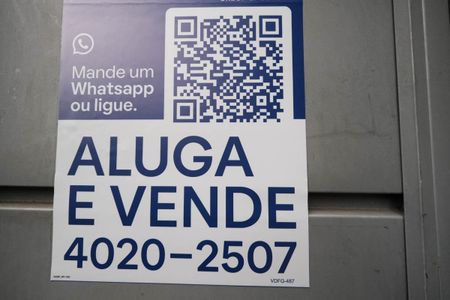 Mande um
Whatsapp
ou ligue.
ALUGA
E VENDE
4020-2507
VDFG-487